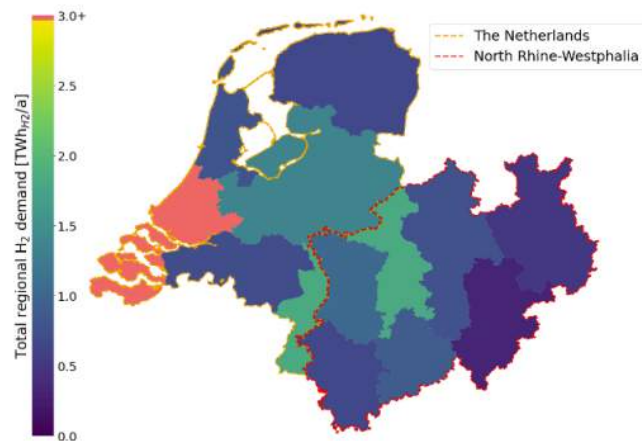 3.0+
2.5
2.0
1.5
1.0
0.5
0.0
Total regional H2 demand [TWhH2/a]
The Netherlands
North Rhine-Westphalia